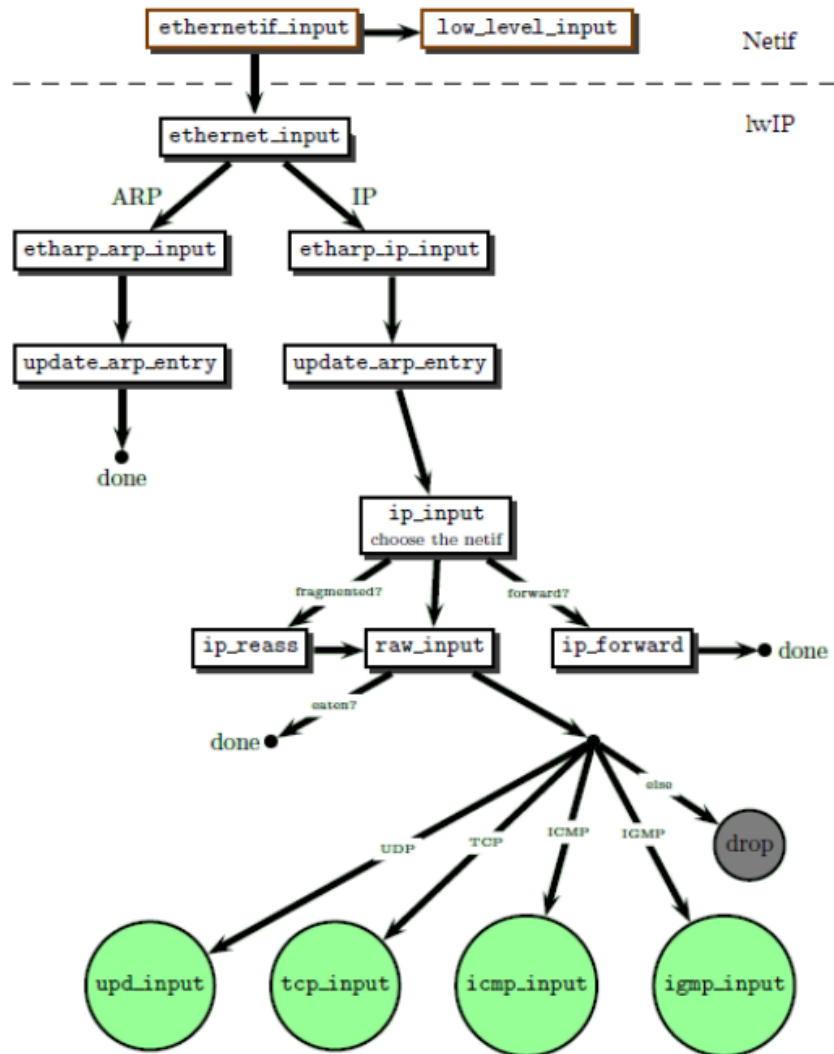 ethernetif_input
low_level_input
Netif
lwIP
ethernet_input
ARP
IP
etharp_arp_input
etharp_ip_input
update_arp_entry
update_arp_entry
done
ip_input
choose the netif
fragmented?
forward?
ip_reass
raw_input
ip_forward
done
eaten?
done
else
UDP
TCP
ICMP
IGMP
drop
upd_input
tcp_input
icmp_input
igmp_input